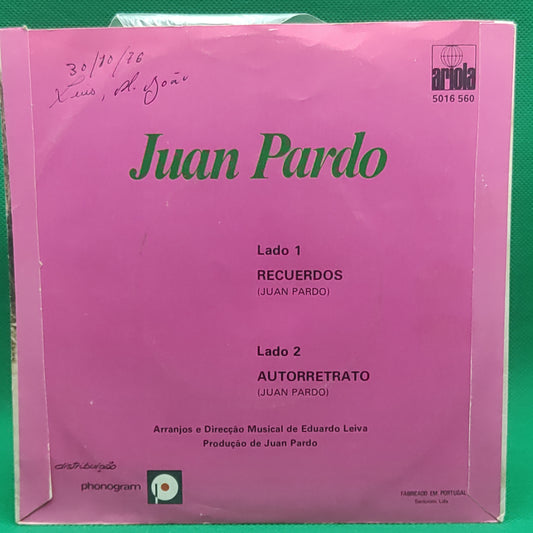 30/10/76
ariola
5016 560
Juan Pardo
Lado 1
RECUERDOS
(JUAN PARDO)
Lado 2
AUTORRETRATO
(JUAN PARDO)
Arranjos e Direcção Musical de Eduardo Leiva
Produção de Juan Pardo
distribuição
phonogram
FABRICADO EM PORTUGAL